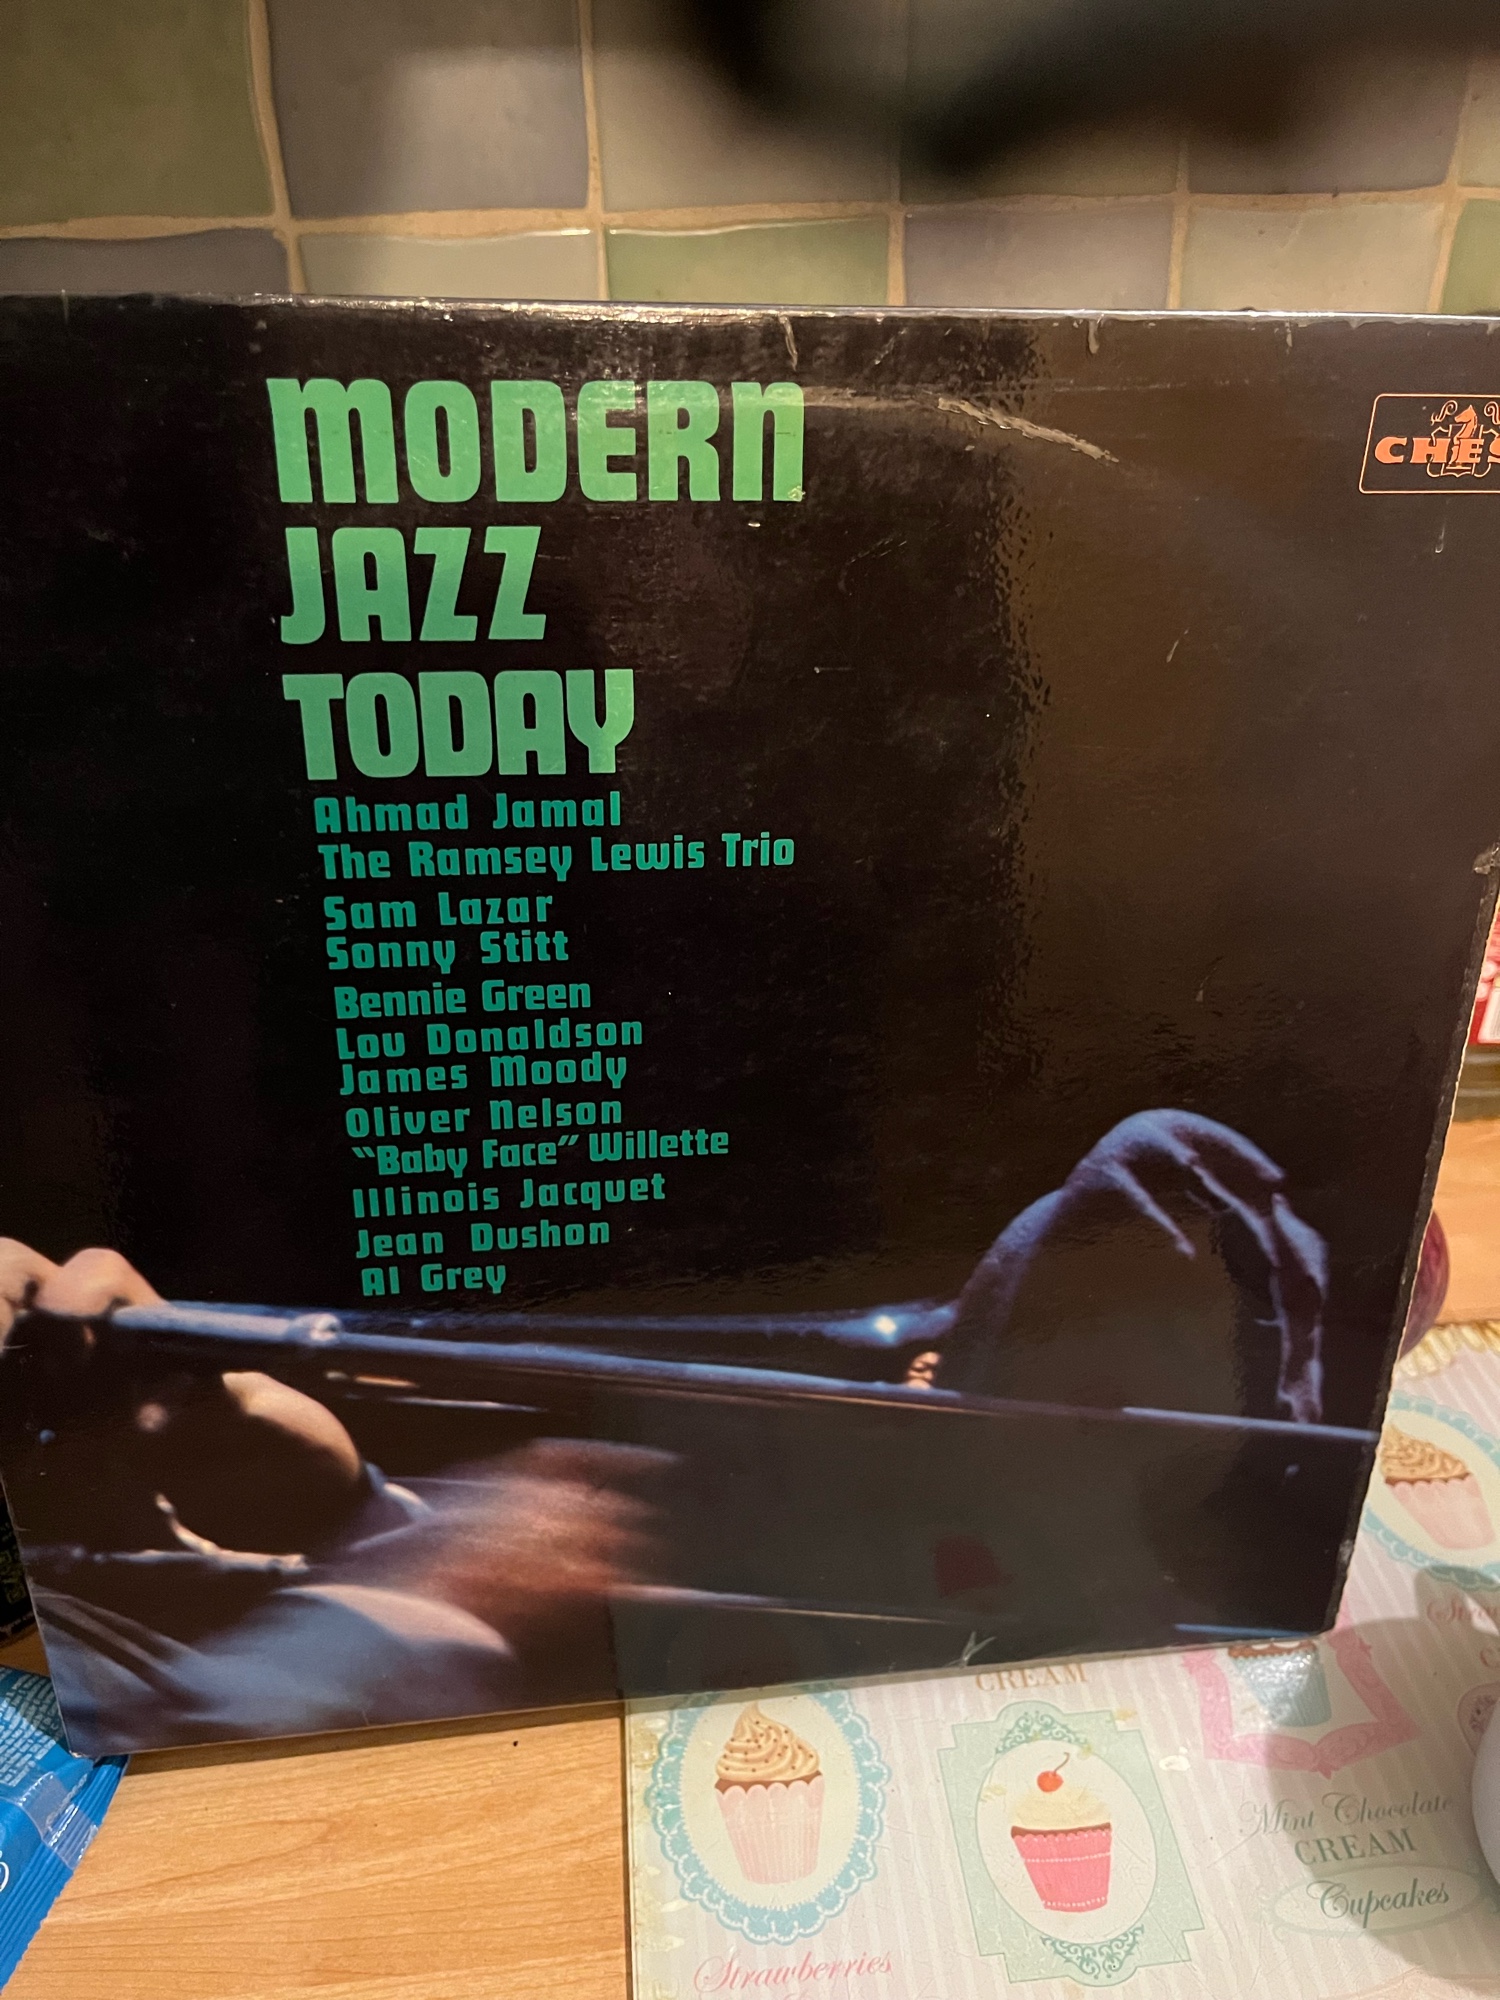 MODERN
JAZZ
TODAY
CHES
Ahmad Jamal
The Ramsey Lewis Trio
Sam Lazar
Sonny Stitt
Bennie Green
Lou Donaldson
James Moody
Oliver Nelson
"Baby Face" Willette
Illinois Jacquet
Jean Dushon
Al Grey
CREAM
Mint Chocolate
CREAM
Cupcakes
Strawberries